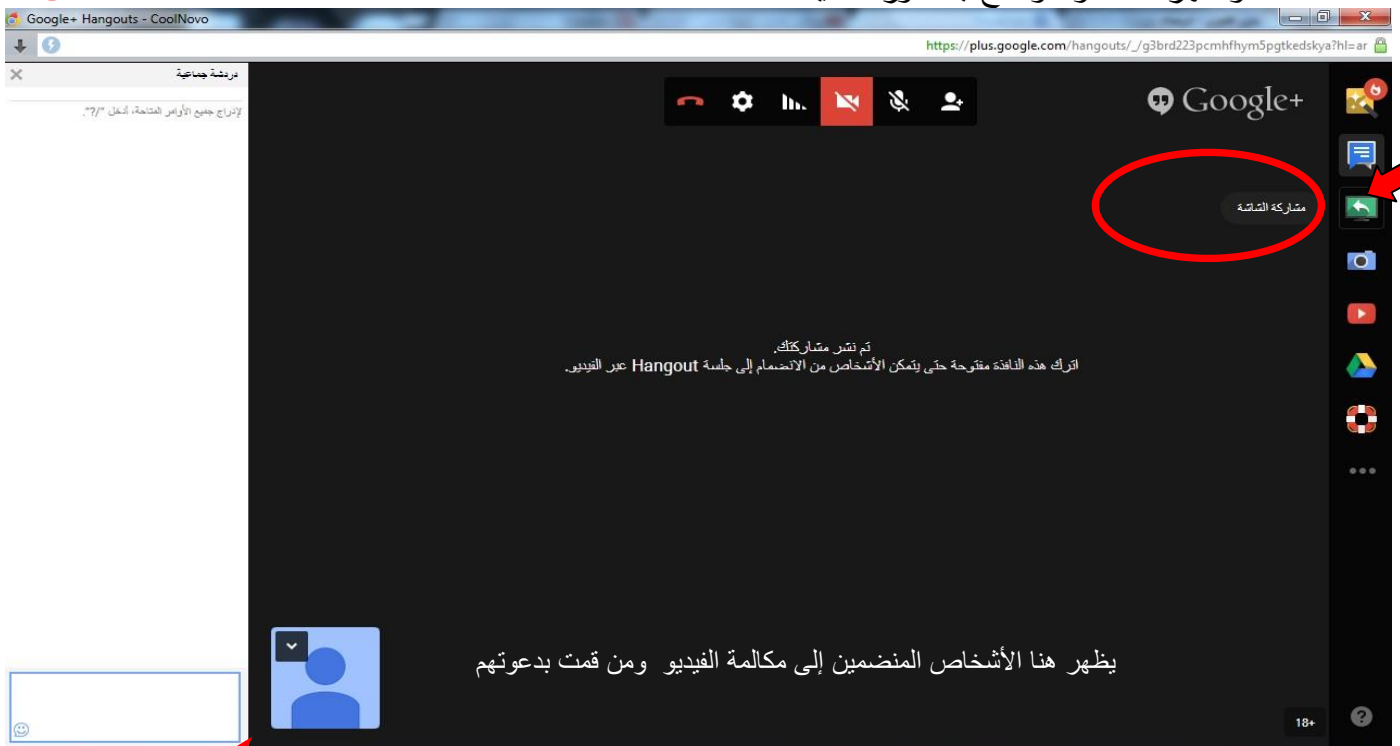 Google+ Hangouts - CoolNovo
https://plus.google.com/hangouts/_/g3brd223pcmhfhym5pgtkedskya?hl=ar
دردشة جماعية
لإدراج جميع الأوامر المتاحة، أدخل "/?".
Google+
مشاركة الشاشة
تم نشر مشاركتك.
اترك هذه النافذة مفتوحة حتى يتمكن الأشخاص من الانضمام إلى جلسة Hangout عبر الفيديو.
يظهر هنا الأشخاص المنضمين إلى مكالمة الفيديو ومن قمت بدعوتهم
18+